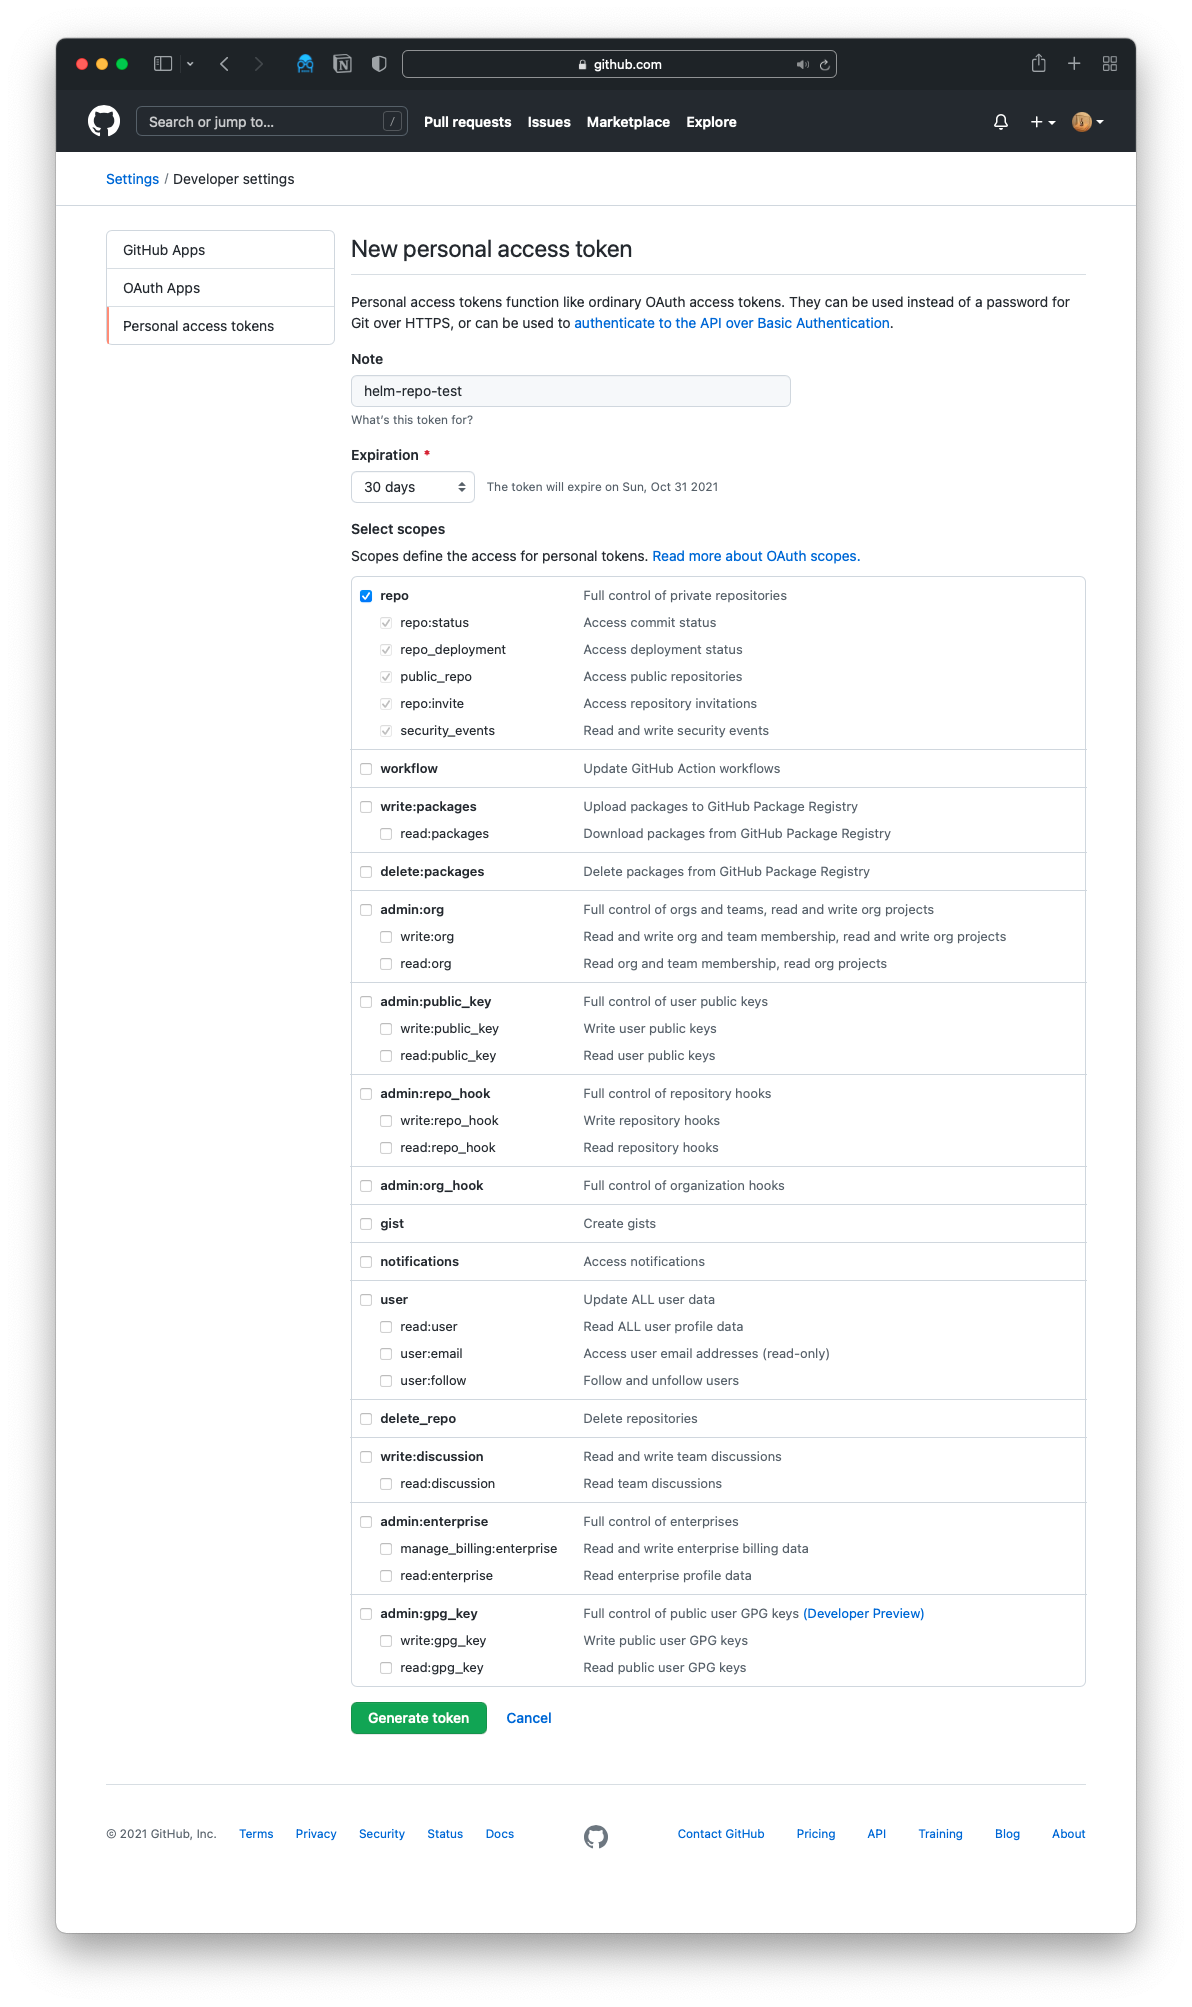 github.com
Search or jump to... /
Pull requests Issues Marketplace Explore
Settings / Developer settings
GitHub Apps
OAuth Apps
Personal access tokens
New personal access token
Personal access tokens function like ordinary OAuth access tokens. They can be used instead of a password for
Git over HTTPS, or can be used to authenticate to the API over Basic Authentication.
Note
helm-repo-test
What's this token for?
Expiration *
30 days The token will expire on Sun, Oct 31 2021
Select scopes
Scopes define the access for personal tokens. Read more about OAuth scopes.
repo Full control of private repositories
repo:status Access commit status
repo_deployment Access deployment status
public_repo Access public repositories
repo:invite Access repository invitations
security_events Read and write security events
workflow Update GitHub Action workflows
write:packages Upload packages to GitHub Package Registry
read:packages Download packages from GitHub Package Registry
delete:packages Delete packages from GitHub Package Registry
admin:org Full control of orgs and teams, read and write org projects
write:org Read and write org and team membership, read and write org projects
read:org Read org and team membership, read org projects
admin:public_key Full control of user public keys
write:public_key Write user public keys
read:public_key Read user public keys
admin:repo_hook Full control of repository hooks
write:repo_hook Write repository hooks
read:repo_hook Read repository hooks
admin:org_hook Full control of organization hooks
gist Create gists
notifications Access notifications
user Update ALL user data
read:user Read ALL user profile data
user:email Access user email addresses (read-only)
user:follow Follow and unfollow users
delete_repo Delete repositories
write:discussion Read and write team discussions
read:discussion Read team discussions
admin:enterprise Full control of enterprises
manage_billing:enterprise Read and write enterprise billing data
read:enterprise Read enterprise profile data
admin:gpg_key Full control of public user GPG keys (Developer Preview)
write:gpg_key Write public user GPG keys
read:gpg_key Read public user GPG keys
Generate token Cancel
© 2021 GitHub, Inc. Terms Privacy Security Status Docs Contact GitHub Pricing API Training Blog About